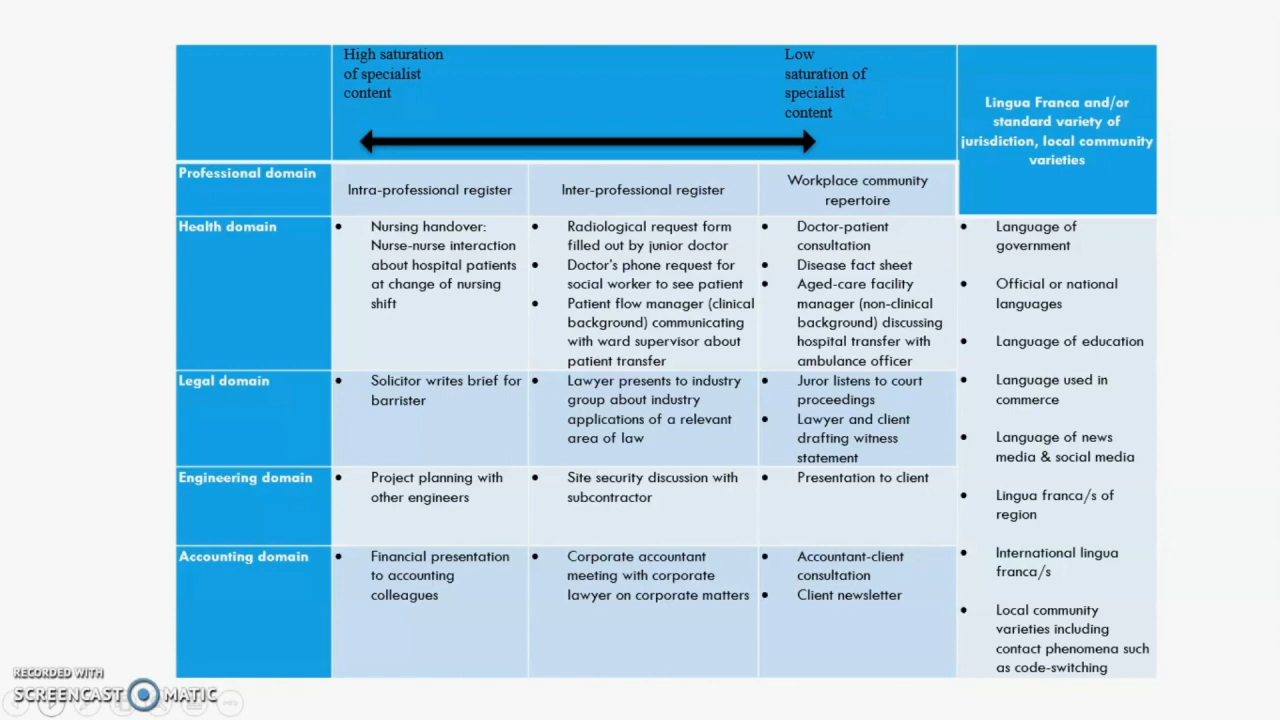 High saturation
of specialist
content
Low
saturation of
specialist
content
Lingua Franca and/or
standard variety of
jurisdiction, local community
varieties
Professional domain
Intra-professional register
Inter-professional register
Workplace community
repertoire
Health domain
• Nursing handover:
Nurse-nurse interaction
about hospital patients
at change of nursing
shift
• Radiological request form
filled out by junior doctor
• Doctor's phone request for
social worker to see patient
• Patient flow manager (clinical
background) communicating
with ward supervisor about
patient transfer
• Doctor-patient
consultation
• Disease fact sheet
• Aged-care facility
manager (non-clinical
background) discussing
hospital transfer with
ambulance officer
• Language of
government
• Official or national
languages
• Language of education
• Language used in
commerce
• Language of news
media & social media
• Lingua franca/s of
region
• International lingua
franca/s
• Local community
varieties including
contact phenomena such
as code-switching
Legal domain
• Solicitor writes brief for
barrister
• Lawyer presents to industry
group about industry
applications of a relevant
area of law
• Juror listens to court
proceedings
• Lawyer and client
drafting witness
statement
Engineering domain
• Project planning with
other engineers
• Site security discussion with
subcontractor
• Presentation to client
Accounting domain
• Financial presentation
to accounting
colleagues
• Corporate accountant
meeting with corporate
lawyer on corporate matters
• Accountant-client
consultation
• Client newsletter
RECORDED WITH
SCREENCAST MATIC